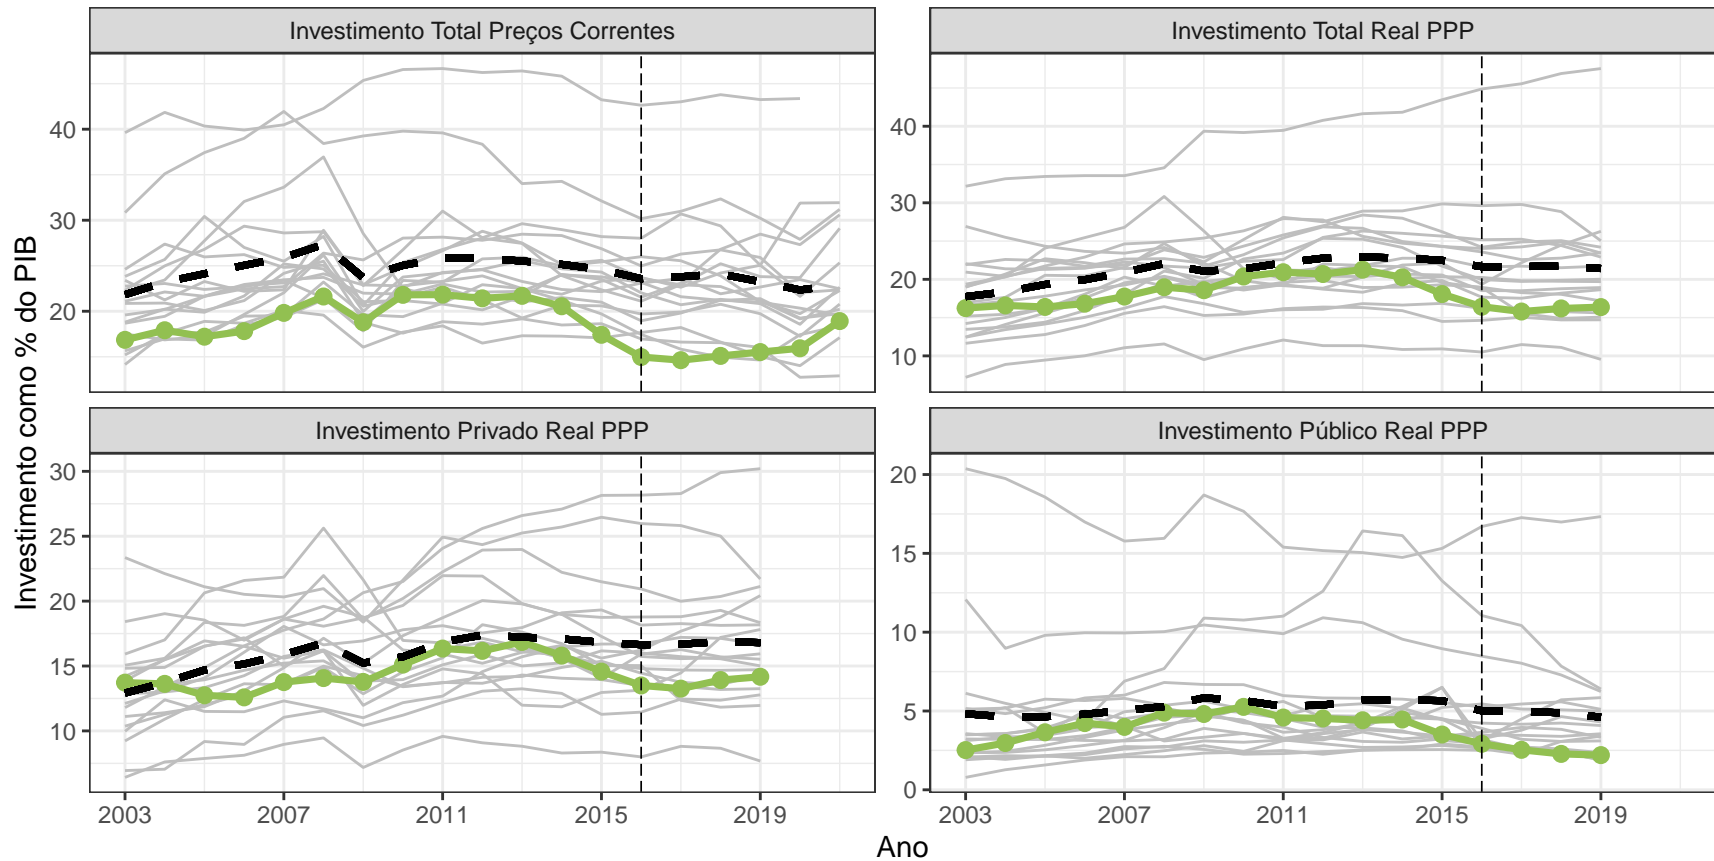 Investimento Total Preços Correntes
Investimento Total Real PPP
40
30
20
40
30
20
10
Investimento como % do PIB
Investimento Privado Real PPP
Investimento Público Real PPP
30
25
20
15
10
20
15
10
5
0
2003 2007 2011 2015 2019
2003 2007 2011 2015 2019
Ano